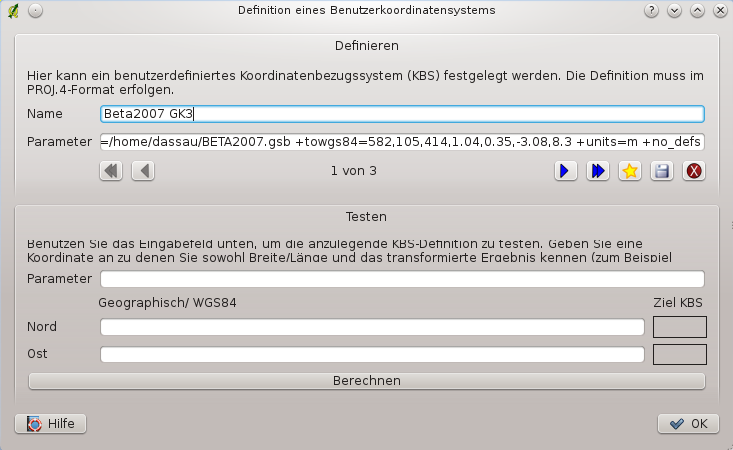 Definition eines Benutzerkoordinatensystems
Definieren
Hier kann ein benutzerdefiniertes Koordinatenbezugssystem (KBS) festgelegt werden. Die Definition muss im
PROJ.4-Format erfolgen.
Name Beta2007 GK3
Parameter =/home/dassau/BETA2007.gsb +towgs84=582,105,414,1.04,0.35,-3.08,8.3 +units=m +no_defs
1 von 3
Testen
Benutzen Sie das Eingabefeld unten, um die anzulegende KBS-Definition zu testen. Geben Sie eine
Koordinate an zu denen Sie sowohl Breite/Länge und das transformierte Ergebnis kennen (zum Beispiel
Parameter
Geographisch/ WGS84 Ziel KBS
Nord
Ost
Berechnen
Hilfe OK